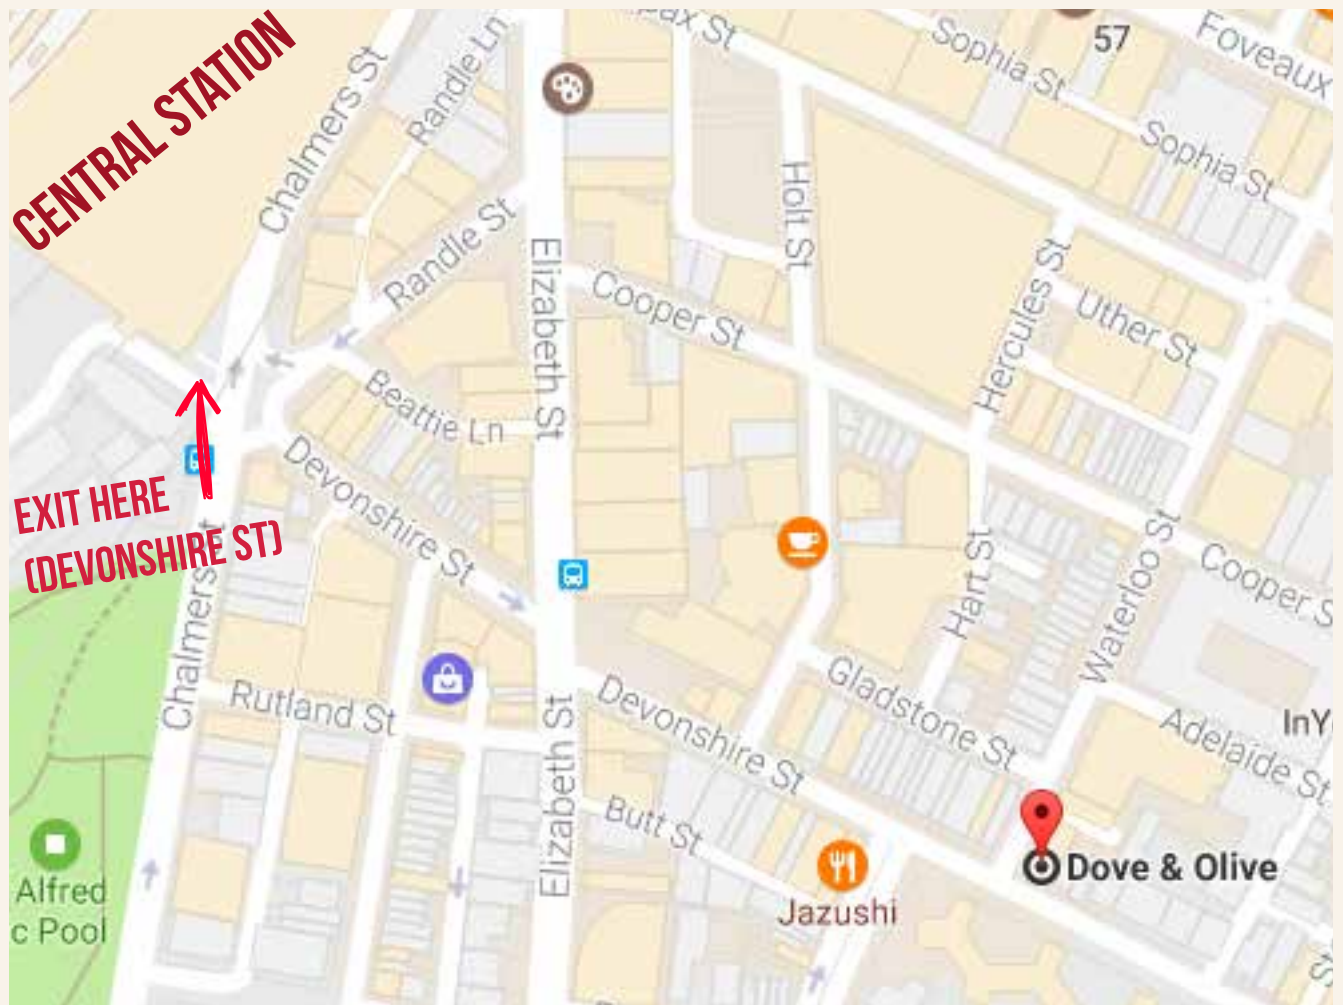 CENTRAL STATION
Chalmers St
Randle Ln
Randle St
Elizabeth St
57
Sophia St
Foveaux
Sophia St
Holt St
Cooper St
Hercules St
Uther St
Beattie Ln
Devonshire St
EXIT HERE
(DEVONSHIRE ST)
Chalmers St
Hart St
Waterloo St
Cooper S
Rutland St
Elizabeth St
Devonshire St
Gladstone St
Adelaide St
InY
Butt St
Jazushi
Dove & Olive
Alfred
c Pool